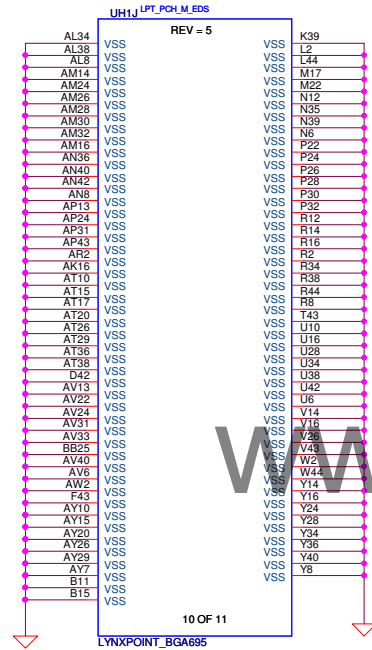 UH1J LPT_PCH_M_EDS
REV = 5
AL34 VSS VSS K39
AL38 VSS VSS L2
AL8 VSS VSS L44
AM14 VSS VSS M17
AM24 VSS VSS M22
AM26 VSS VSS N12
AM28 VSS VSS N35
AM30 VSS VSS N39
AM32 VSS VSS N6
AM16 VSS VSS P22
AN36 VSS VSS P24
AN40 VSS VSS P26
AN42 VSS VSS P28
AN8 VSS VSS P30
AP13 VSS VSS P32
AP24 VSS VSS R12
AP31 VSS VSS R14
AP43 VSS VSS R16
AR2 VSS VSS R2
AK16 VSS VSS R34
AT10 VSS VSS R38
AT15 VSS VSS R44
AT17 VSS VSS R8
AT20 VSS VSS T43
AT26 VSS VSS U10
AT29 VSS VSS U16
AT36 VSS VSS U28
AT38 VSS VSS U34
D42 VSS VSS U38
AV13 VSS VSS U42
AV22 VSS VSS U6
AV24 VSS VSS V14
AV31 VSS VSS V16
AV33 VSS VSS V26
BB25 VSS VSS V43
AV40 VSS VSS W2
AV6 VSS VSS W44
AW2 VSS VSS Y14
F43 VSS VSS Y16
AY10 VSS VSS Y24
AY15 VSS VSS Y28
AY20 VSS VSS Y34
AY26 VSS VSS Y36
AY29 VSS VSS Y40
AY7 VSS VSS Y8
B11 VSS
B15 VSS
10 OF 11
LYNXPOINT_BGA695